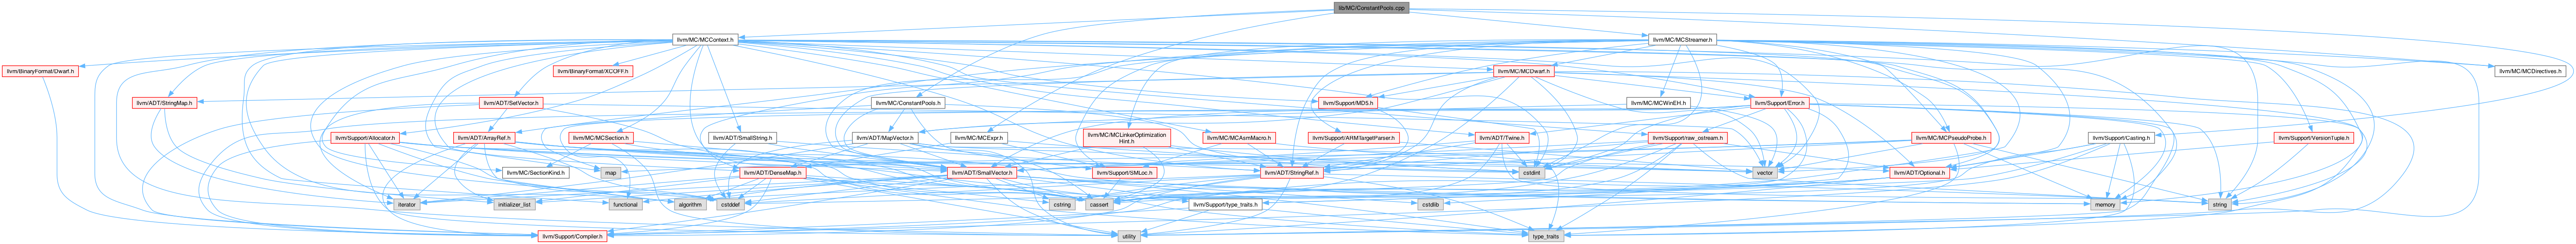 lib/MC/ConstantPools.cpp
llvm/MC/MCContext.h
llvm/MC/MCStreamer.h
llvm/BinaryFormat/Dwarf.h
llvm/BinaryFormat/XCOFF.h
llvm/MC/MCDwarf.h
llvm/MC/MCDirectives.h
llvm/ADT/StringMap.h
llvm/ADT/SetVector.h
llvm/MC/ConstantPools.h
llvm/Support/MD5.h
llvm/MC/MCWinEH.h
llvm/Support/Error.h
llvm/Support/Allocator.h
llvm/ADT/ArrayRef.h
llvm/MC/MCSection.h
llvm/ADT/SmallString.h
llvm/ADT/MapVector.h
llvm/MC/MCExpr.h
llvm/MC/MCLinkerOptimization
Hint.h
llvm/MC/MCAsmMacro.h
llvm/Support/ARMTargetParser.h
llvm/ADT/Twine.h
llvm/Support/raw_ostream.h
llvm/MC/MCPseudoProbe.h
llvm/Support/Casting.h
llvm/Support/VersionTuple.h
llvm/MC/SectionKind.h
map
llvm/ADT/DenseMap.h
llvm/Support/SMLoc.h
llvm/ADT/SmallVector.h
llvm/ADT/StringRef.h
cstdint
vector
llvm/ADT/Optional.h
iterator
initializer_list
functional
algorithm
cstddef
cstring
cassert
llvm/Support/type_traits.h
cstdlib
memory
string
llvm/Support/Compiler.h
utility
type_traits